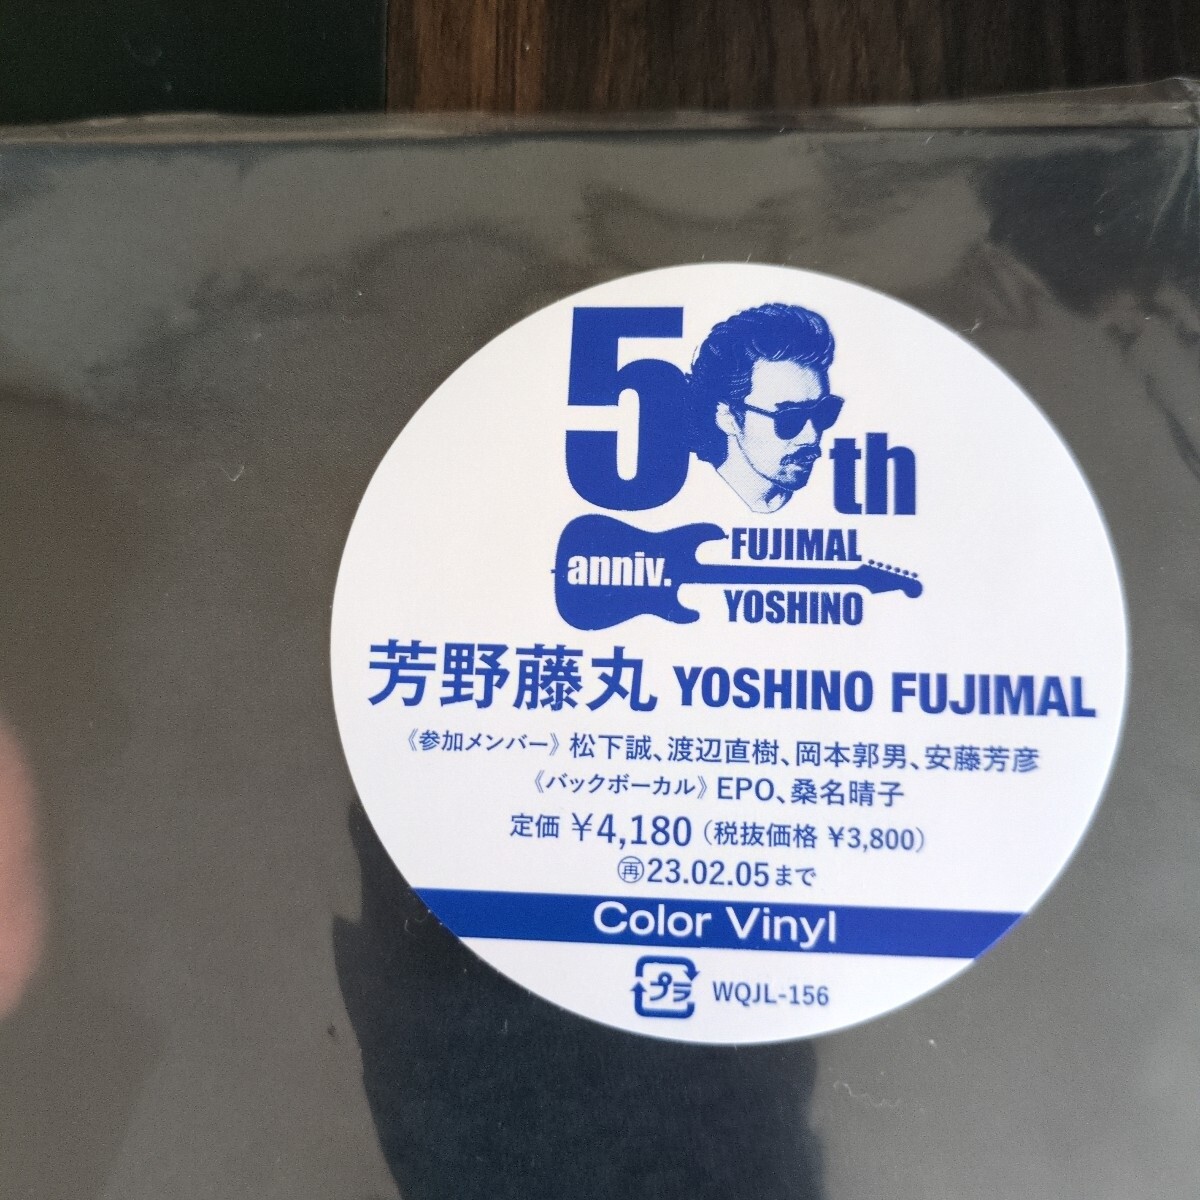 50th
anniv.
FUJIMAL
YOSHINO
芳野藤丸 YOSHINO FUJIMAL
《参加メンバー》松下誠、渡辺直樹、岡本郭男、安藤芳彦
《バックボーカル》EPO、桑名晴子
定価 ￥4,180（税抜価格 ¥3,800）
㊢23.02.05まで
Color Vinyl
プラ WQJL-156